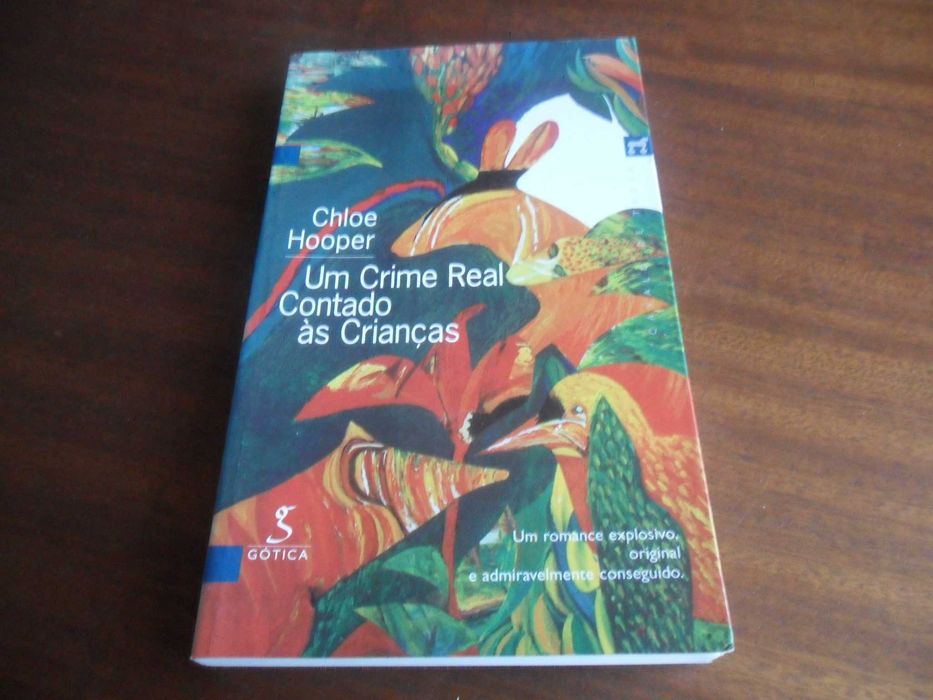 Chloe
Hooper
Um Crime Real
Contado
às Crianças
g
GÓTICA
Um romance explosivo,
original
e admiravelmente conseguido.